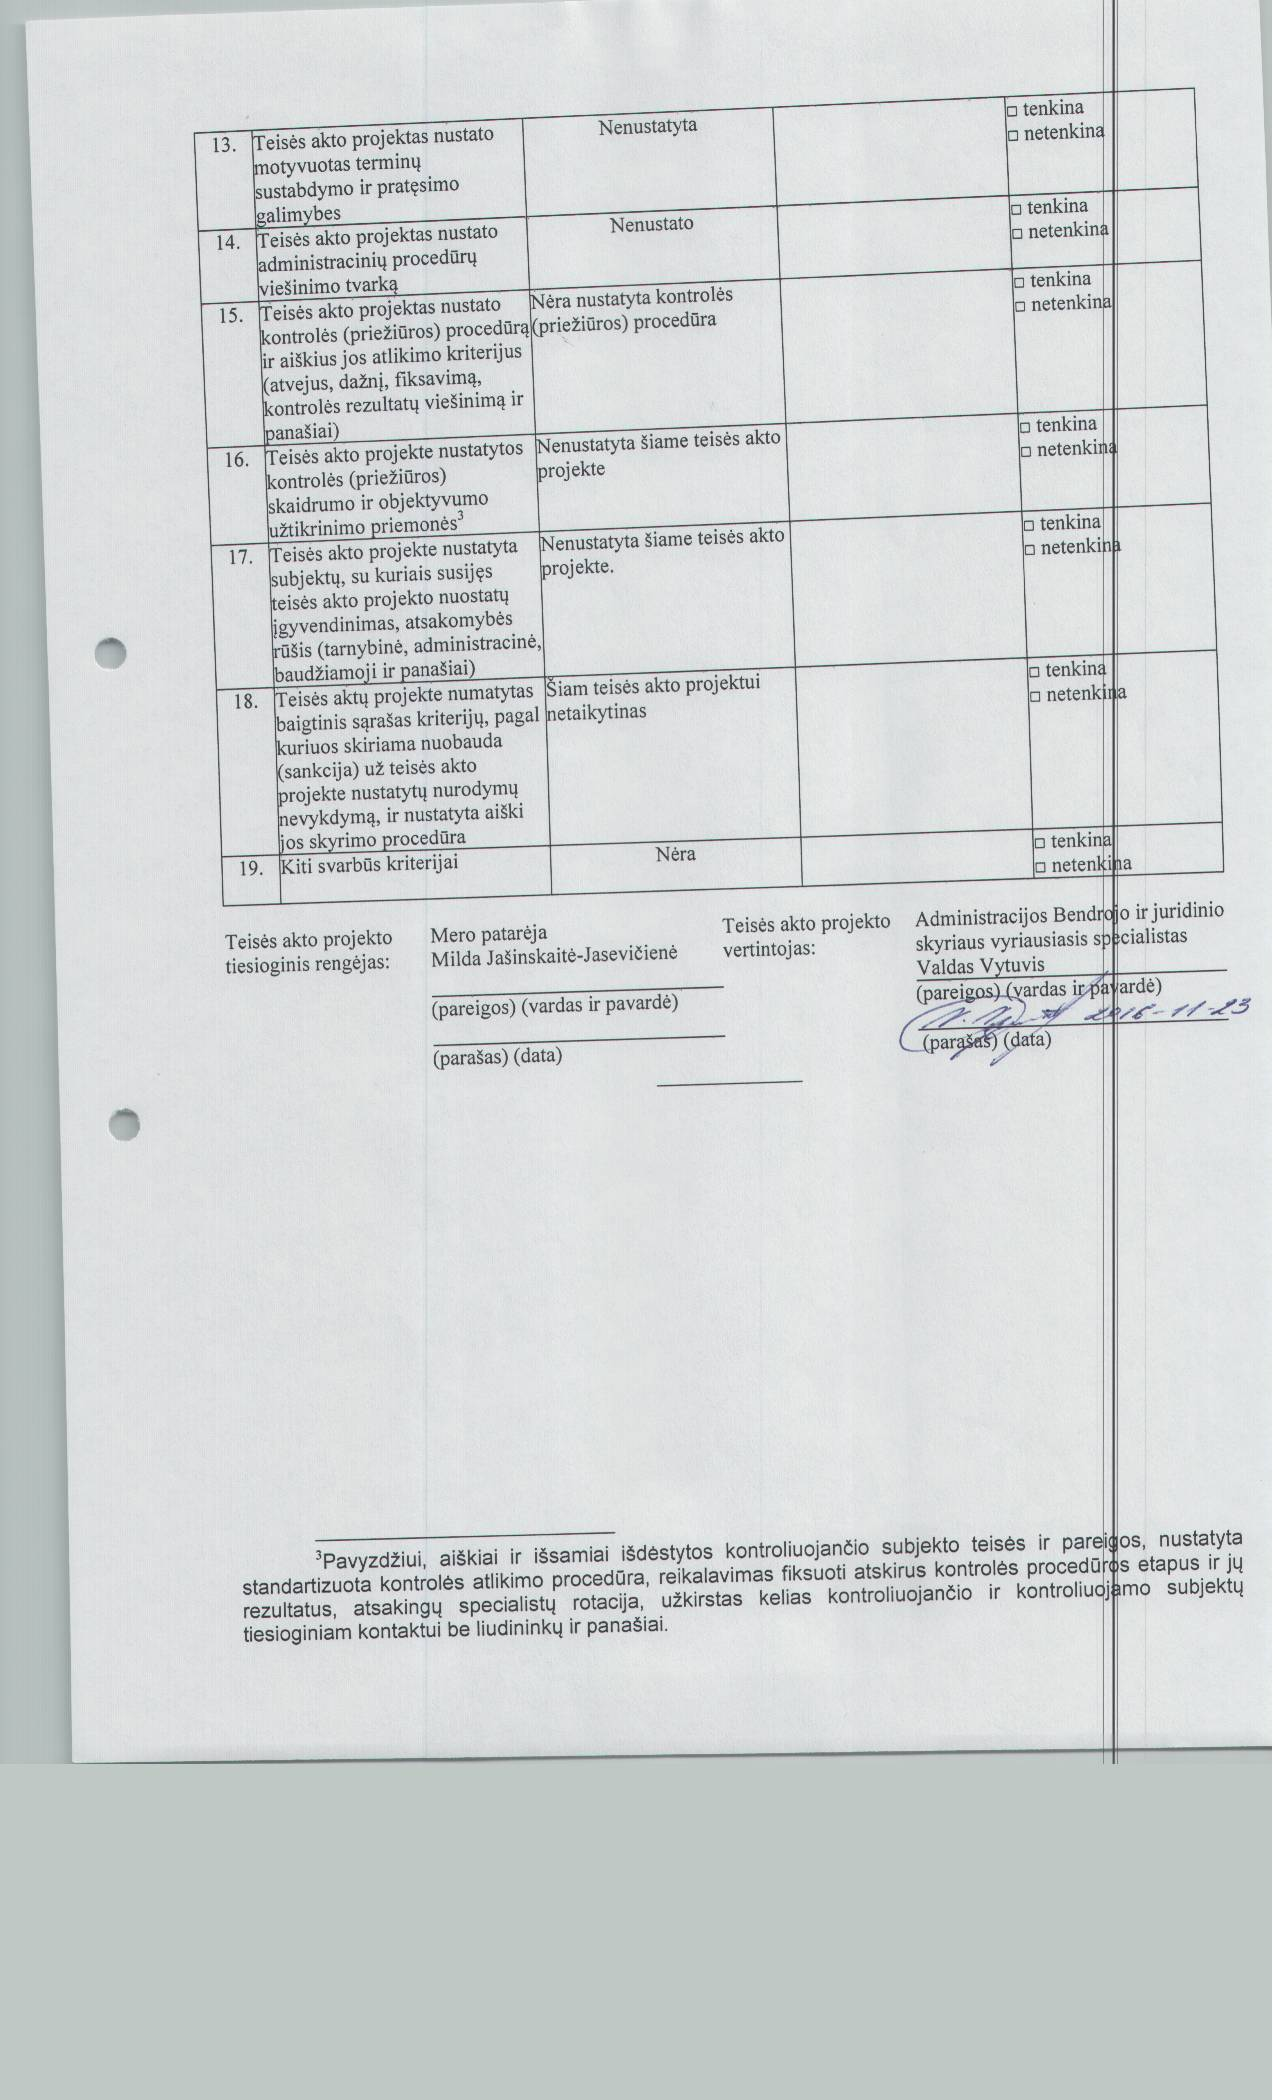 13. Teisės akto projektas nustato Nenustatyta □ tenkina
motyvuotas terminų □ netenkina
sustabdymo ir pratęsimo
galimybes
14. Teisės akto projektas nustato Nenustato □ tenkina
administracinių procedūrų □ netenkina
viešinimo tvarką
15. Teisės akto projektas nustato Nėra nustatyta kontrolės □ tenkina
kontrolės (priežiūros) procedūrą (priežiūros) procedūra □ netenkina
ir aiškius jos atlikimo kriterijus
(atvejus, dažnį, fiksavimą,
kontrolės rezultatų viešinimą ir
panašiai)
16. Teisės akto projekte nustatytos Nenustatyta šiame teisės akto □ tenkina
kontrolės (priežiūros) projekte □ netenkina
skaidrumo ir objektyvumo
užtikrinimo priemonės³
17. Teisės akto projekte nustatyta Nenustatyta šiame teisės akto □ tenkina
subjektų, su kuriais susijęs projekte. □ netenkina
teisės akto projekto nuostatų
įgyvendinimas, atsakomybės
rūšis (tarnybinė, administracinė,
baudžiamoji ir panašiai)
18. Teisės aktų projekte numatytas Šiam teisės akto projektui □ tenkina
baigtinis sąrašas kriterijų, pagal netaikytinas □ netenkina
kuriuos skiriama nuobauda
(sankcija) už teisės akto
projekte nustatytų nurodymų
nevykdymą, ir nustatyta aiški
jos skyrimo procedūra
19. Kiti svarbūs kriterijai Nėra □ tenkina
□ netenkina
Teisės akto projekto
tiesioginis rengėjas:
Mero patarėja
Milda Jašinskaitė-Jasevičienė
(pareigos) (vardas ir pavardė)
(parašas) (data)
Teisės akto projekto
vertintojas:
Administracijos Bendrojo ir juridinio
skyriaus vyriausiasis specialistas
Valdas Vytuvis
(pareigos) (vardas ir pavardė)
2016-11-23
(parašas) (data)
³Pavyzdžiui, aiškiai ir išsamiai išdėstytos kontroliuojančio subjekto teisės ir pareigos, nustatyta
standartizuota kontrolės atlikimo procedūra, reikalavimas fiksuoti atskirus kontrolės procedūros etapus ir jų
rezultatus, atsakingų specialistų rotacija, užkirstas kelias kontroliuojančio ir kontroliuojamo subjektų
tiesioginiam kontaktui be liudininkų ir panašiai.